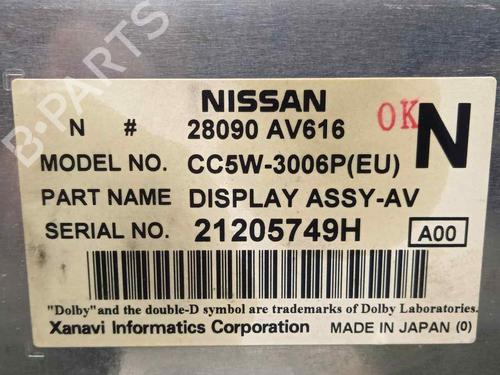 NISSAN
OK
N
N # 28090 AV616
MODEL NO. CC5W-3006P(EU)
PART NAME DISPLAY ASSY-AV
SERIAL NO. 21205749H A00
"Dolby"and the double-D symbol are trademarks of Dolby Laboratories.
Xanavi Informatics Corporation MADE IN JAPAN (0)
B-PARTS